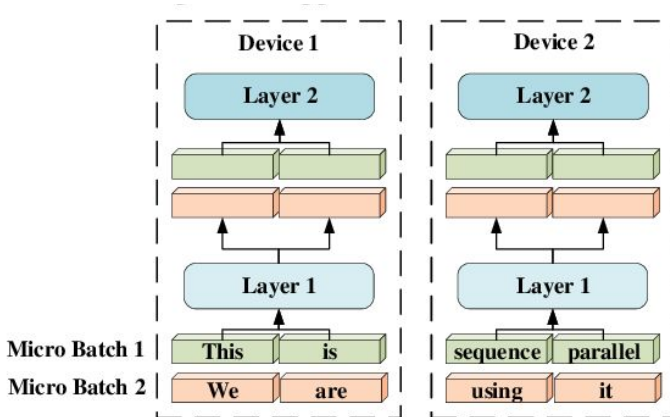 Device 1 Device 2
Layer 2 Layer 2
Layer 1 Layer 1
Micro Batch 1 This is sequence parallel
Micro Batch 2 We are using it